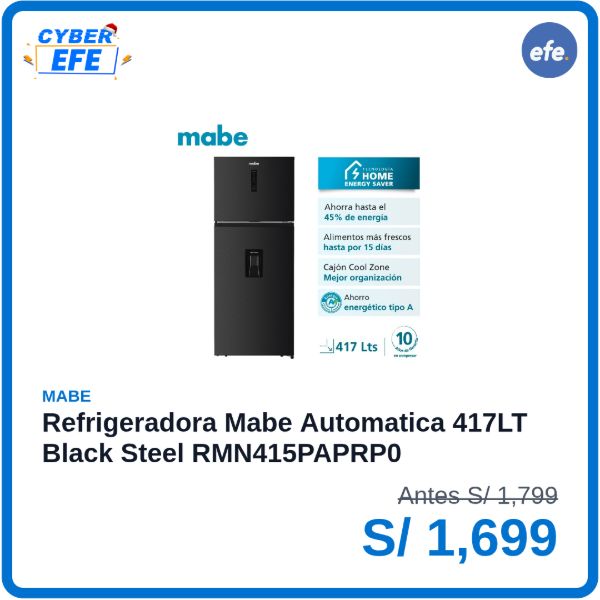 CYBER
EFE
efe.
mabe
TECNOLOGÍA
HOME
ENERGY SAVER
Ahorra hasta el
45% de energía
Alimentos más frescos
hasta por 15 días
Cajón Cool Zone
Mejor organización
Ahorro
energético tipo A
417 Lts
10
MABE
Refrigeradora Mabe Automatica 417LT
Black Steel RMN415PAPRP0
Antes S/ 1,799
S/ 1,699